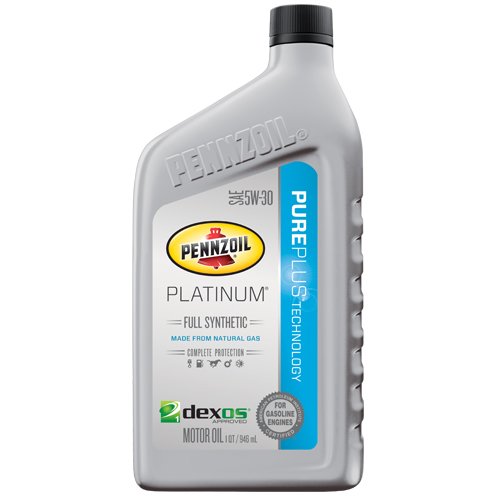 PENNZOIL®
SAE 5W-30
PENNZOIL
PLATINUM®
FULL SYNTHETIC
MADE FROM NATURAL GAS
COMPLETE PROTECTION
PUREPLUS TECHNOLOGY
dexos®
APPROVED
MOTOR OIL 1 QT / 946 mL
FOR
GASOLINE
ENGINES
CERTIFIED